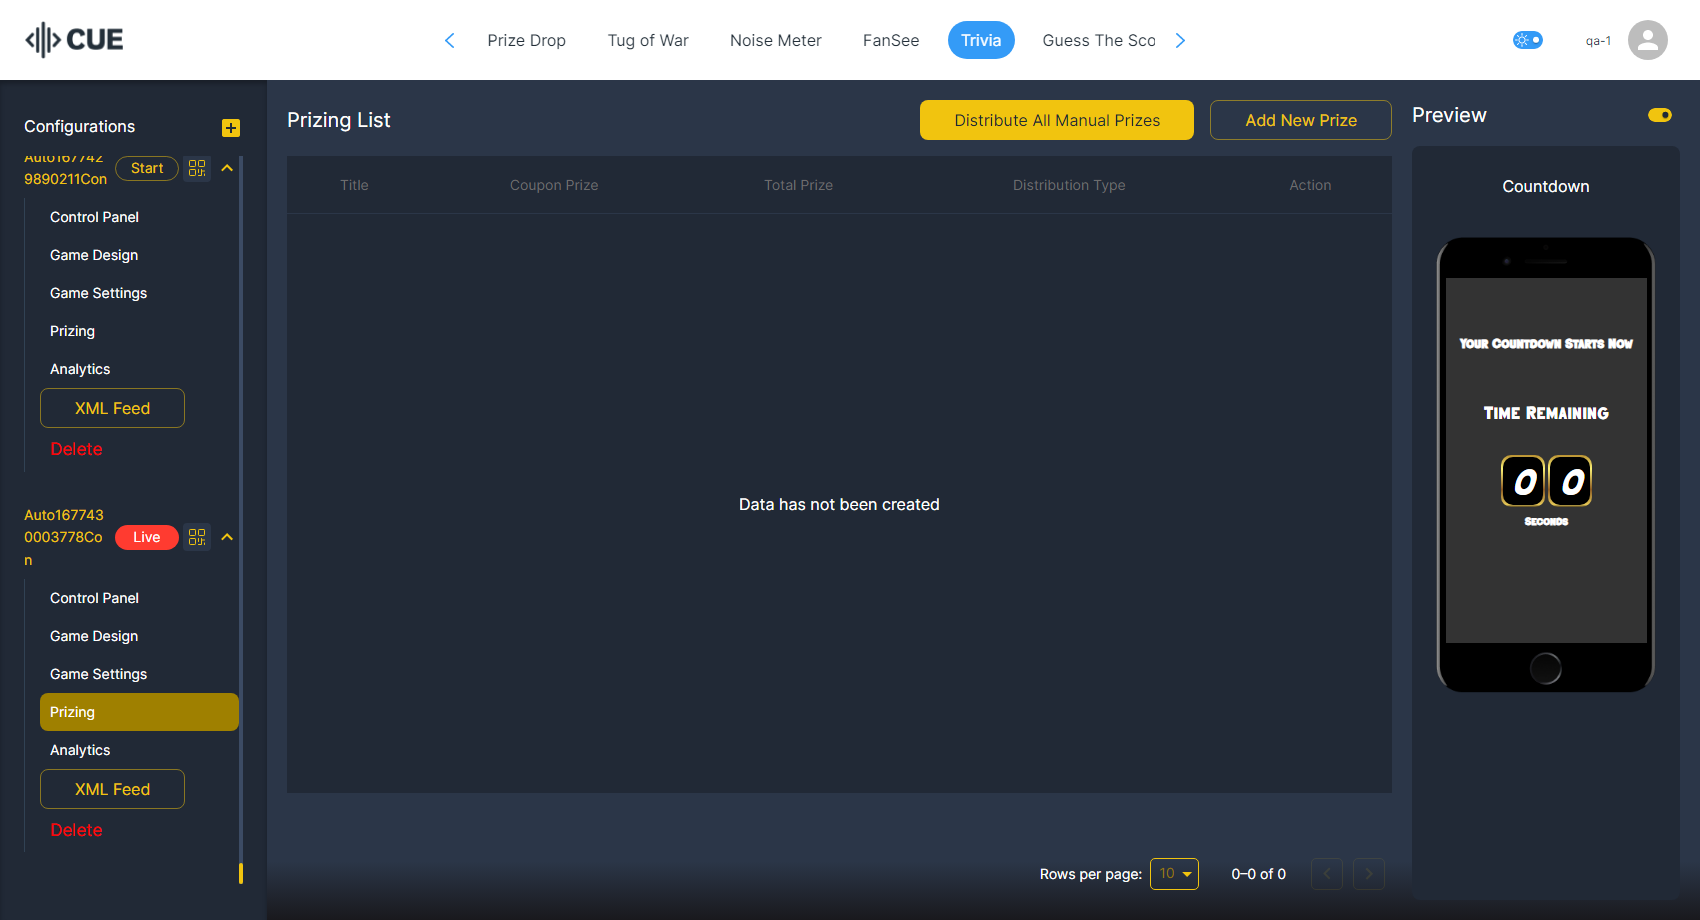 CUE
Prize Drop
Tug of War
Noise Meter
FanSee
Trivia
Guess The Sco
qa-1
Configurations
Auto167742
9890211Con
Start
Control Panel
Game Design
Game Settings
Prizing
Analytics
XML Feed
Delete
Auto167743
0003778Co
n
Live
Control Panel
Game Design
Game Settings
Prizing
Analytics
XML Feed
Delete
Prizing List
Distribute All Manual Prizes
Add New Prize
Title
Coupon Prize
Total Prize
Distribution Type
Action
Data has not been created
Rows per page:
10
0–0 of 0
Preview
Countdown
Your Countdown Starts Now
Time Remaining
00
Seconds